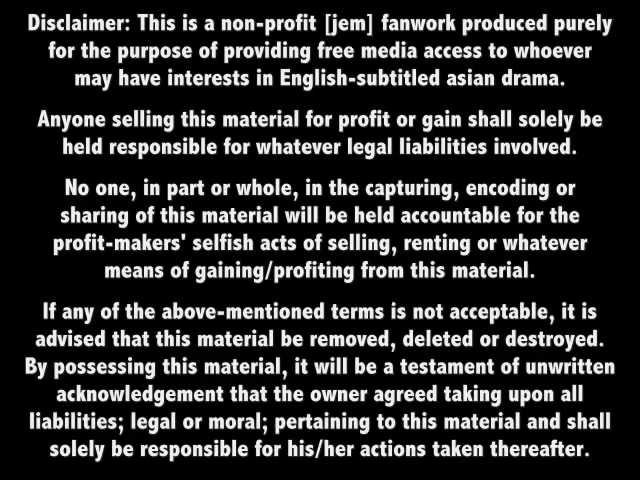 Disclaimer: This is a non-profit [jem] fanwork produced purely
for the purpose of providing free media access to whoever
may have interests in English-subtitled asian drama.
Anyone selling this material for profit or gain shall solely be
held responsible for whatever legal liabilities involved.
No one, in part or whole, in the capturing, encoding or
sharing of this material will be held accountable for the
profit-makers' selfish acts of selling, renting or whatever
means of gaining/profiting from this material.
If any of the above-mentioned terms is not acceptable, it is
advised that this material be removed, deleted or destroyed.
By possessing this material, it will be a testament of unwritten
acknowledgement that the owner agreed taking upon all
liabilities; legal or moral; pertaining to this material and shall
solely be responsible for his/her actions taken thereafter.